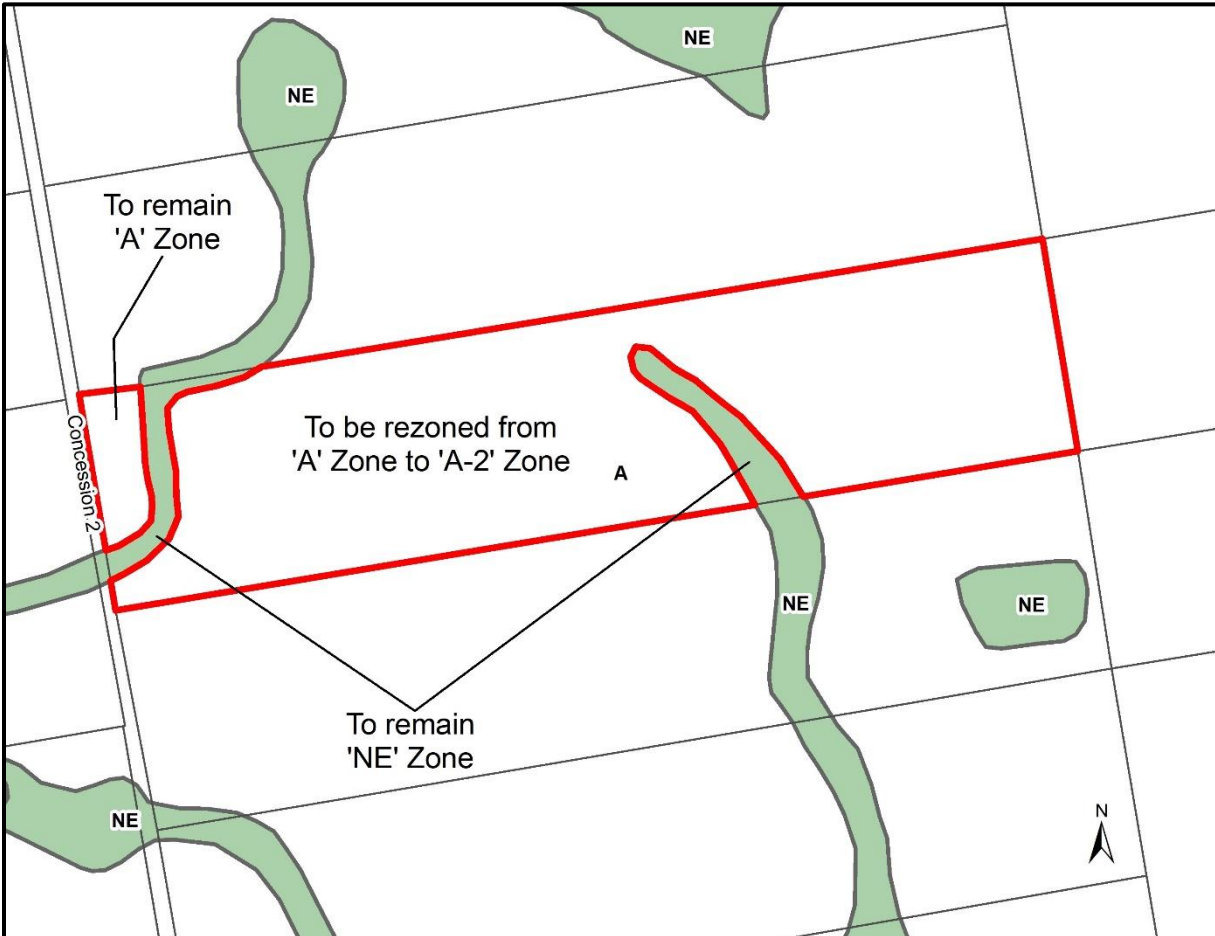 NE
NE
To remain
'A' Zone
Concession 2
To be rezoned from
'A' Zone to 'A-2' Zone
A
NE
NE
To remain
'NE' Zone
NE
N